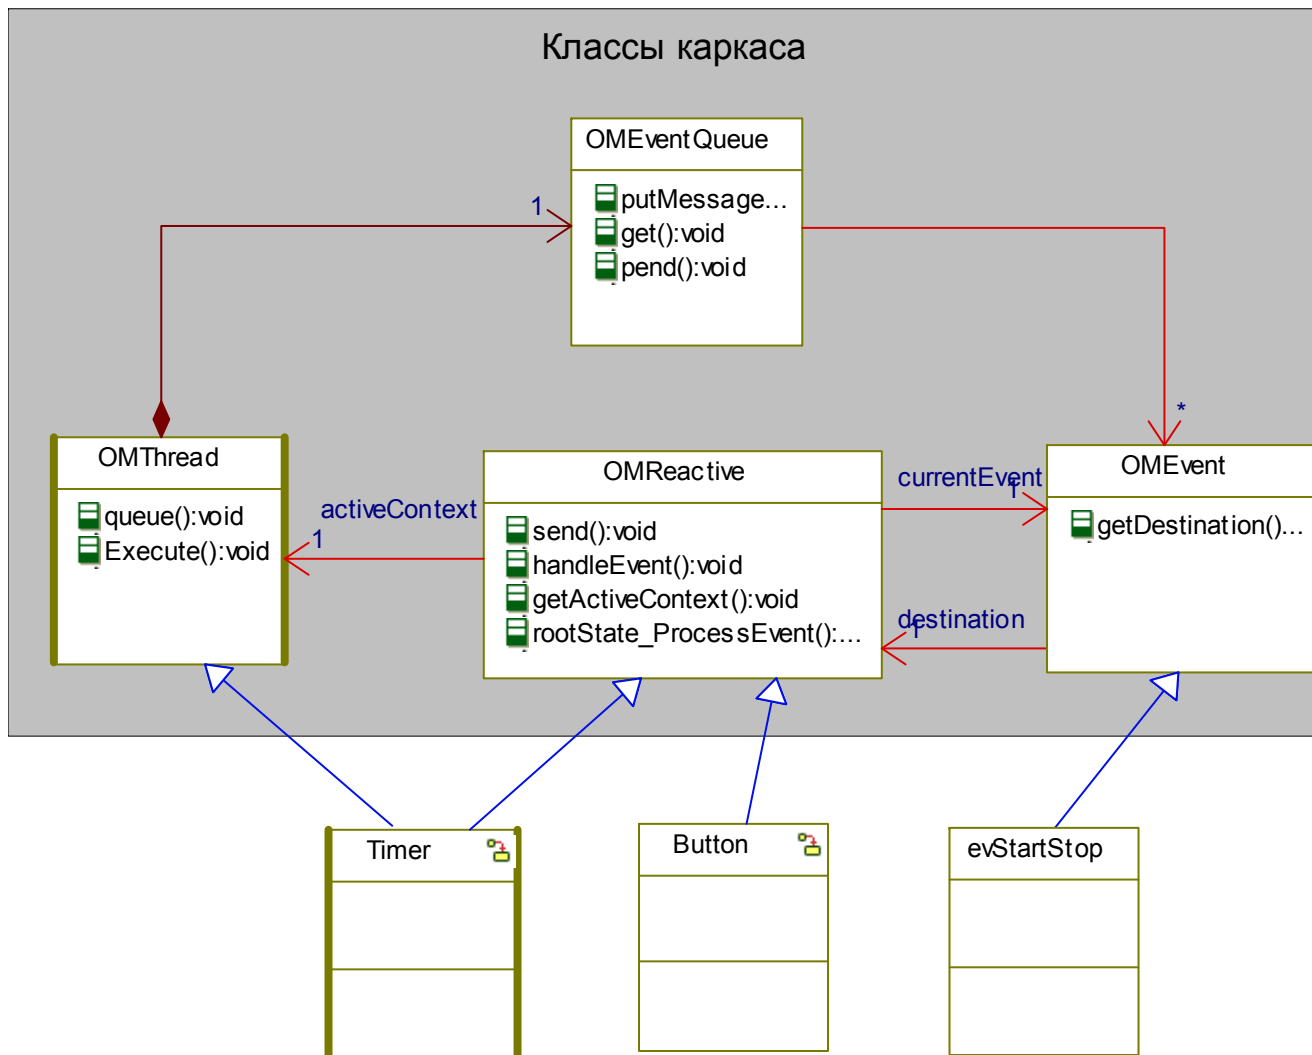 Классы каркаса
OMEventQueue
putMessage...
get():void
pend():void
1
*
OMThread
queue():void
Execute():void
activeContext
1
OMReactive
send():void
handleEvent():void
getActiveContext():void
rootState_ProcessEvent():...
currentEvent
1
destination
1
OMEvent
getDestination()...
Timer
Button
evStartStop